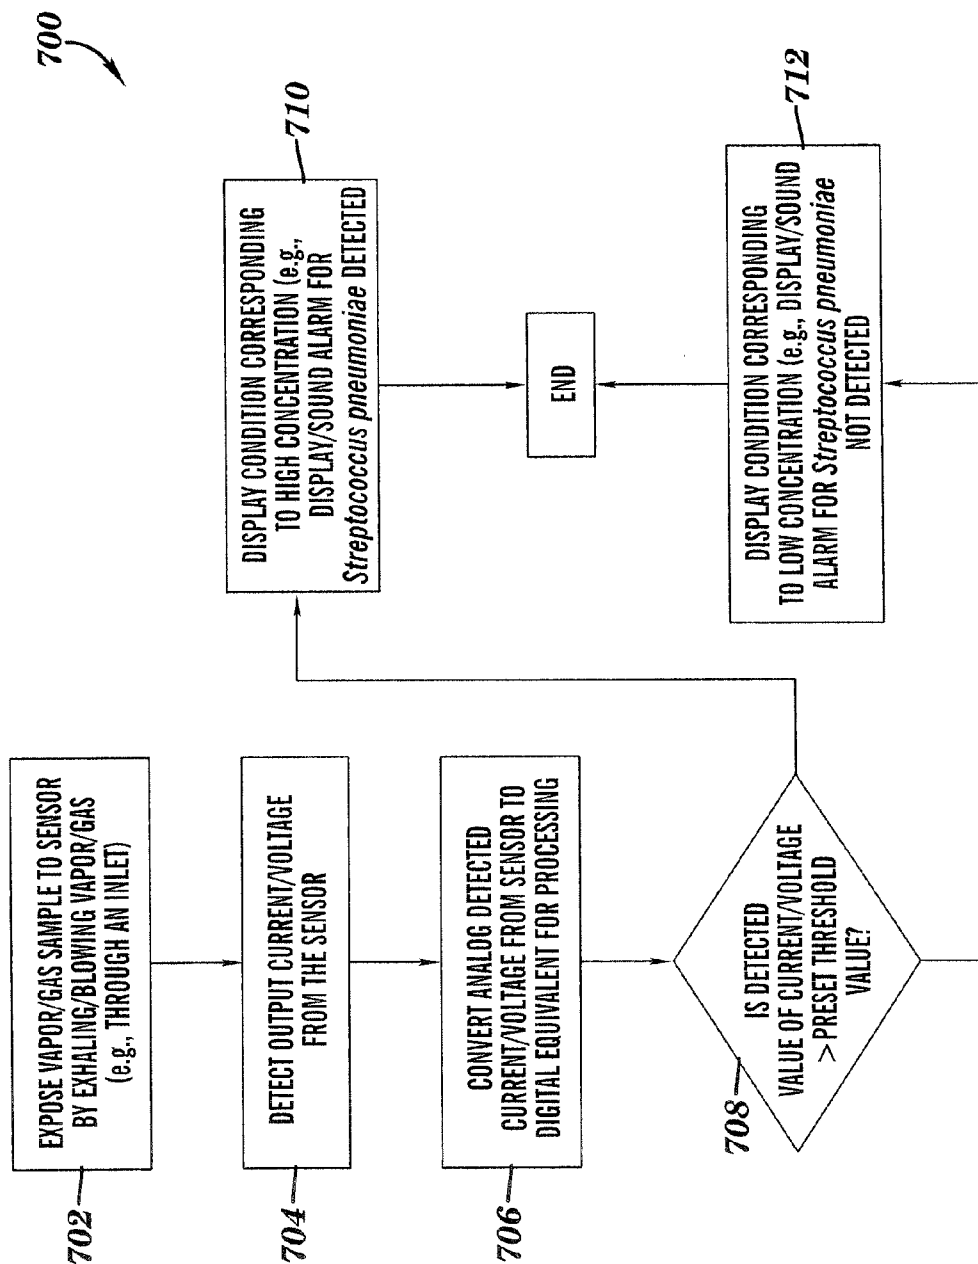 700
702
EXPOSE VAPOR/GAS SAMPLE TO SENSOR
BY EXHALING/BLOWING VAPOR/GAS
(e.g., THROUGH AN INLET)
704
DETECT OUTPUT CURRENT/VOLTAGE
FROM THE SENSOR
706
CONVERT ANALOG DETECTED
CURRENT/VOLTAGE FROM SENSOR TO
DIGITAL EQUIVALENT FOR PROCESSING
708
IS DETECTED
VALUE OF CURRENT/VOLTAGE
>PRESET THRESHOLD
VALUE?
710
DISPLAY CONDITION CORRESPONDING
TO HIGH CONCENTRATION (e.g.,
DISPLAY/SOUND ALARM FOR
Streptococcus pneumoniae DETECTED
END
712
DISPLAY CONDITION CORRESPONDING
TO LOW CONCENTRATION (e.g., DISPLAY/SOUND
ALARM FOR Streptococcus pneumoniae
NOT DETECTED